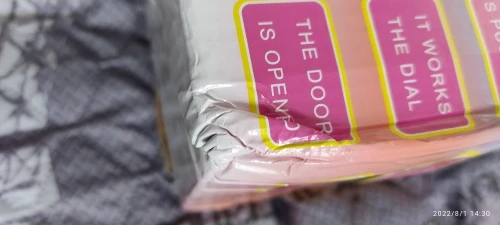 THE DOOR
IS OPEN?
IT WORKS
THE DIAL
2022/8/1 14:30